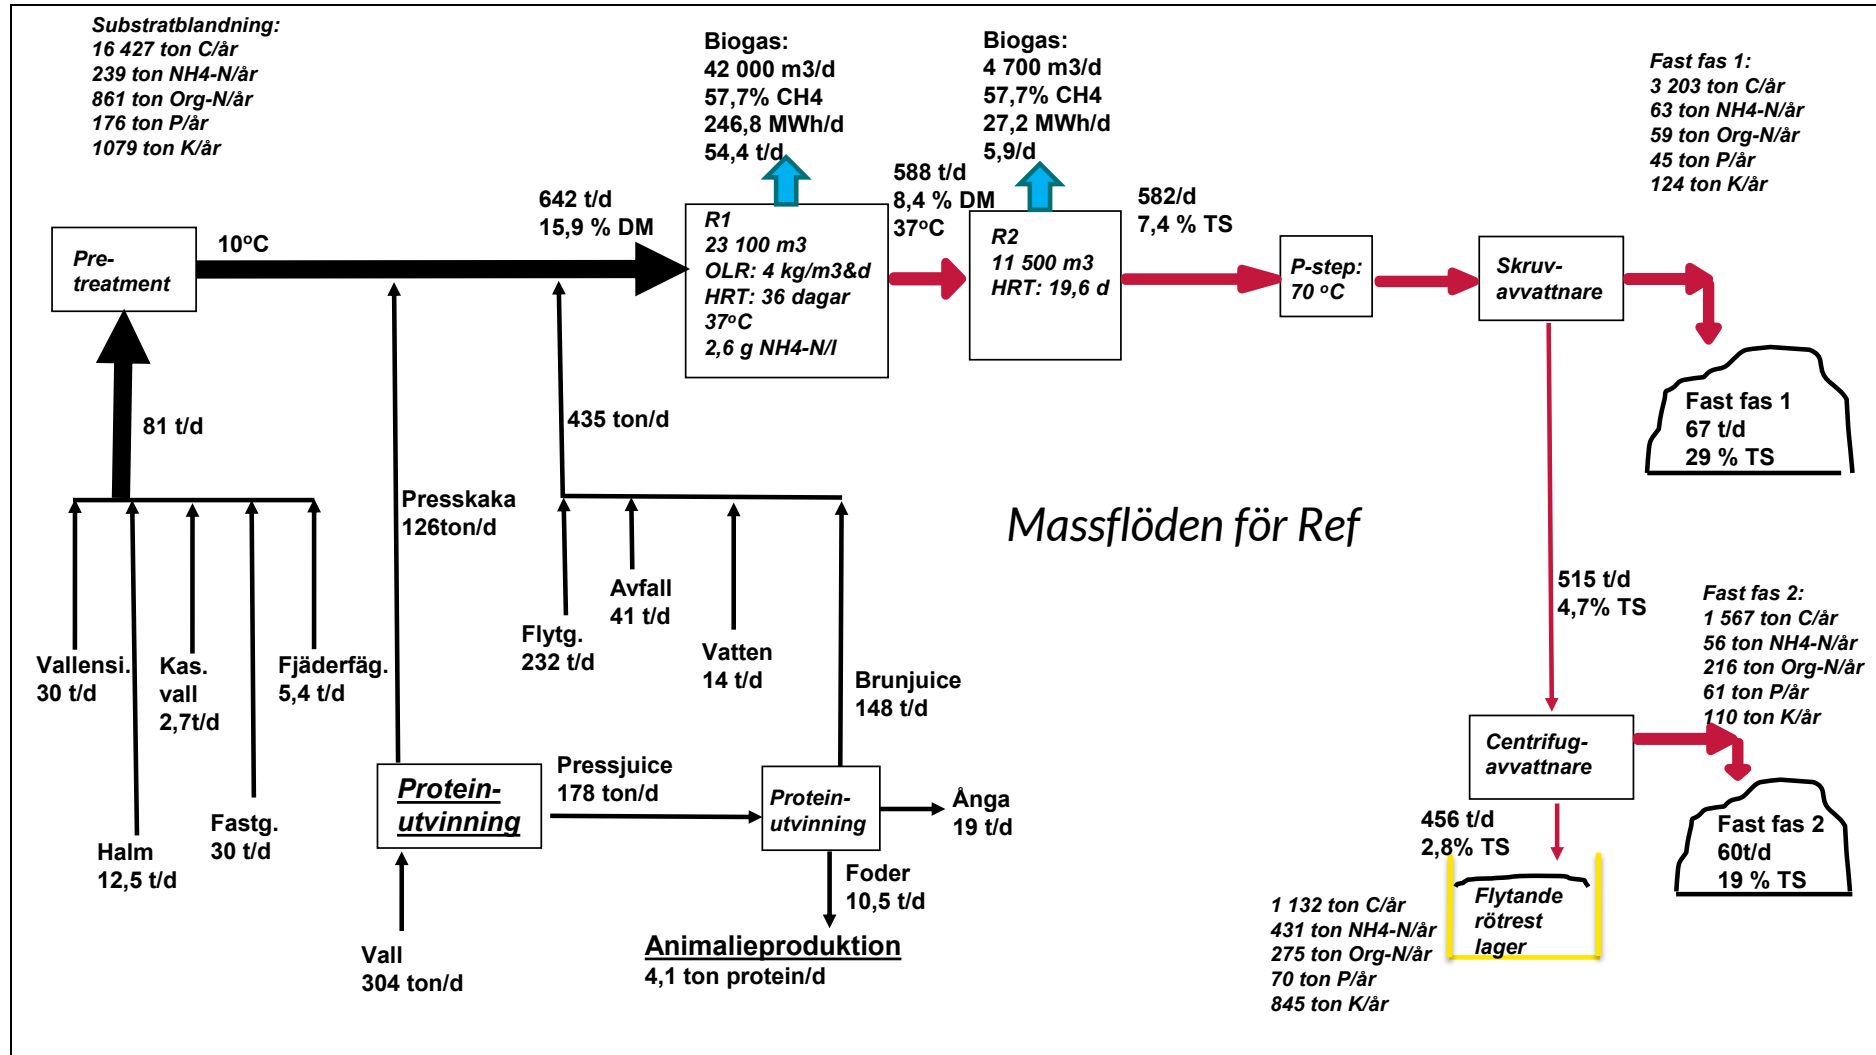 Substratblandning:
16 427 ton C/år
239 ton NH4-N/år
861 ton Org-N/år
176 ton P/år
1079 ton K/år
Biogas:
42 000 m3/d
57,7% CH4
246,8 MWh/d
54,4 t/d
Biogas:
4 700 m3/d
57,7% CH4
27,2 MWh/d
5,9/d
Fast fas 1:
3 203 ton C/år
63 ton NH4-N/år
59 ton Org-N/år
45 ton P/år
124 ton K/år
Pre-
treatment
10°C
642 t/d
15,9 % DM
R1
23 100 m3
OLR: 4 kg/m3&d
HRT: 36 dagar
37°C
2,6 g NH4-N/l
588 t/d
8,4 % DM
37°C
R2
11 500 m3
HRT: 19,6 d
582/d
7,4 % TS
P-step:
70 °C
Skruv-
avvattnare
Fast fas 1
67 t/d
29 % TS
81 t/d
435 ton/d
Presskaka
126ton/d
Massflöden för Ref
Vallensi.
30 t/d
Halm
12,5 t/d
Kas.
vall
2,7t/d
Fastg.
30 t/d
Fjäderfäg.
5,4 t/d
Flytg.
232 t/d
Avfall
41 t/d
Vatten
14 t/d
Brunjuice
148 t/d
515 t/d
4,7% TS
Fast fas 2:
1 567 ton C/år
56 ton NH4-N/år
216 ton Org-N/år
61 ton P/år
110 ton K/år
Protein-
utvinning
Pressjuice
178 ton/d
Protein-
utvinning
Ånga
19 t/d
Foder
10,5 t/d
Animalieproduktion
4,1 ton protein/d
Vall
304 ton/d
Centrifug-
avvattnare
456 t/d
2,8% TS
Fast fas 2
60t/d
19 % TS
Flytande
rötrest
lager
1 132 ton C/år
431 ton NH4-N/år
275 ton Org-N/år
70 ton P/år
845 ton K/år